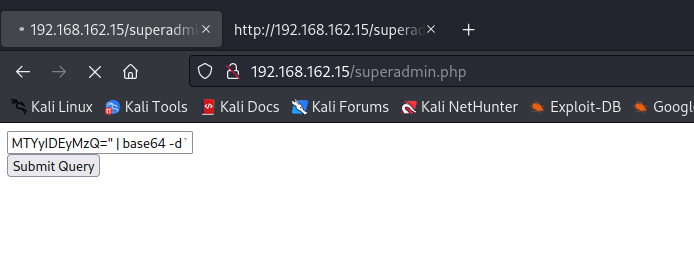 192.168.162.15/superadmi
http://192.168.162.15/superad
192.168.162.15/superadmin.php
Kali Linux Kali Tools Kali Docs Kali Forums Kali NetHunter Exploit-DB Googl
MTYyIDEyMzQ=" | base64 -d`
Submit Query